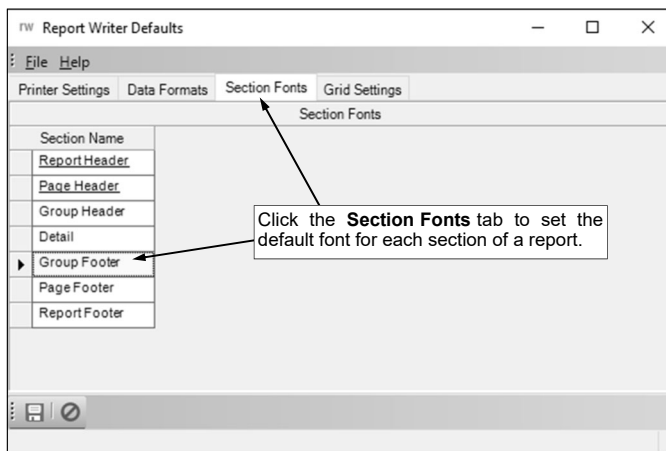 rw Report Writer Defaults
File Help
Printer Settings Data Formats Section Fonts Grid Settings
Section Fonts
Section Name
Report Header
Page Header
Group Header
Detail
Group Footer
Page Footer
Report Footer
Click the Section Fonts tab to set the
default font for each section of a report.